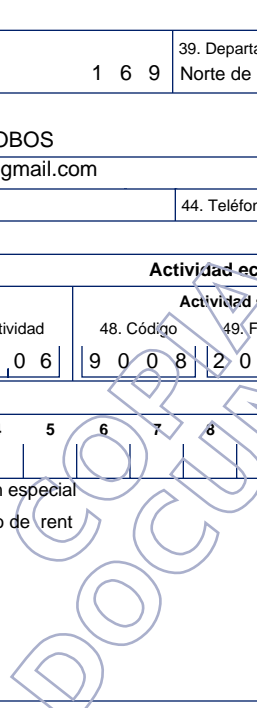 39. Departa
1 6 9 Norte de
OBOS
gmail.com
44. Teléfor
Actividad ec
Actividad
tividad 48. Código 49. F
0 6 9 0 0 8 2 0
5 6 7 8
n especial
o de rent
COPIA
DOCUM